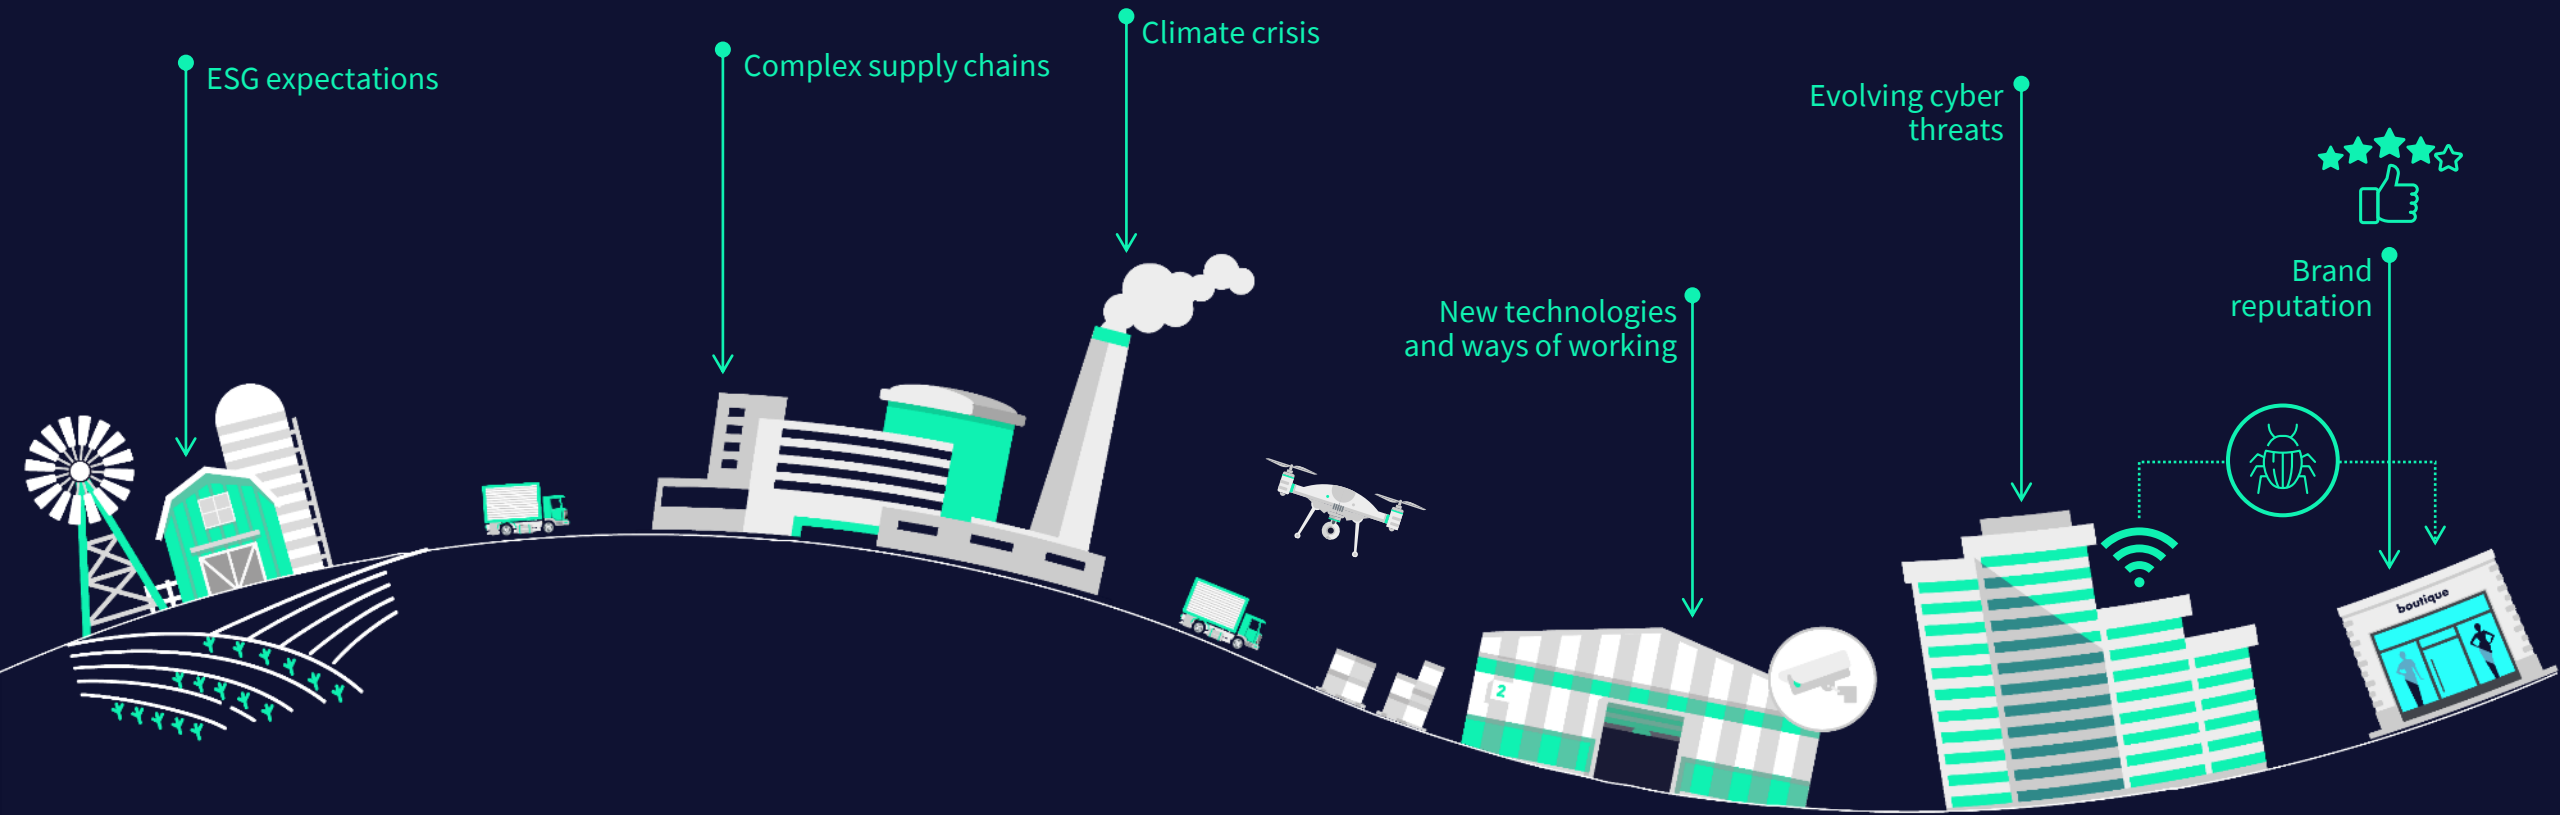 ESG expectations
Complex supply chains
Climate crisis
New technologies
and ways of working
Evolving cyber
threats
Brand
reputation
2
boutique